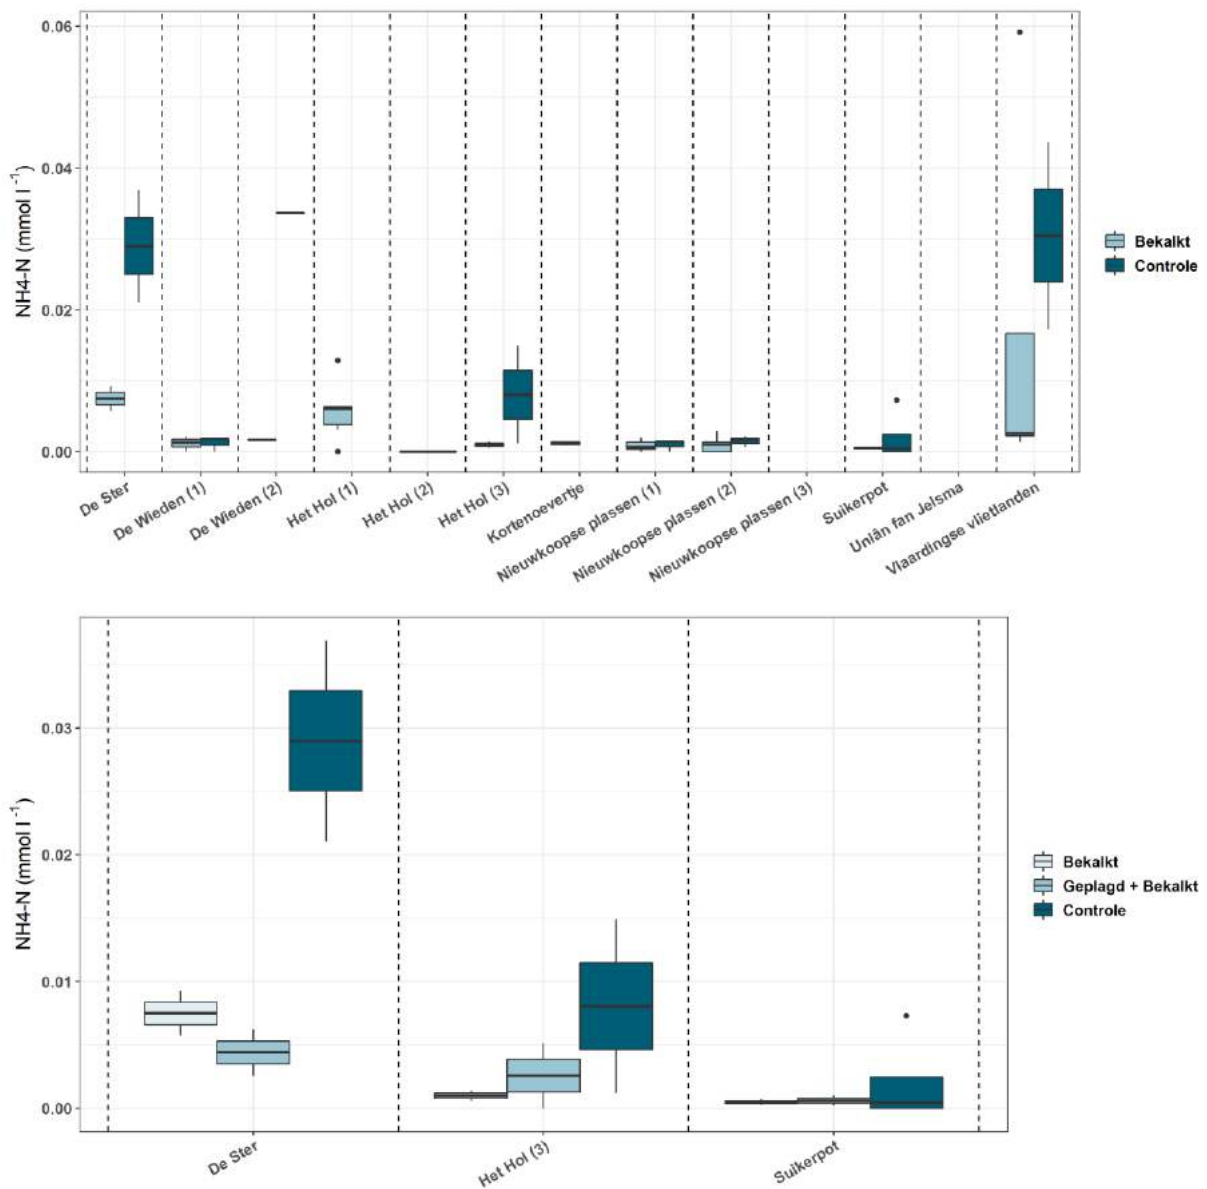 0.06
0.04
0.02
0.00
NH4-N (mmol l⁻¹)
De Ster
De Wieden (1)
De Wieden (2)
Het Hol (1)
Het Hol (2)
Het Hol (3)
Kortenoevertje
Nieuwkoopse plassen (1)
Nieuwkoopse plassen (2)
Nieuwkoopse plassen (3)
Suikerpot
Unlân fan Jelsma
Vlaardingse vlietlanden
Bekalkt
Controle
0.03
0.02
0.01
0.00
NH4-N (mmol l⁻¹)
De Ster
Het Hol (3)
Suikerpot
Bekalkt
Geplagd + Bekalkt
Controle